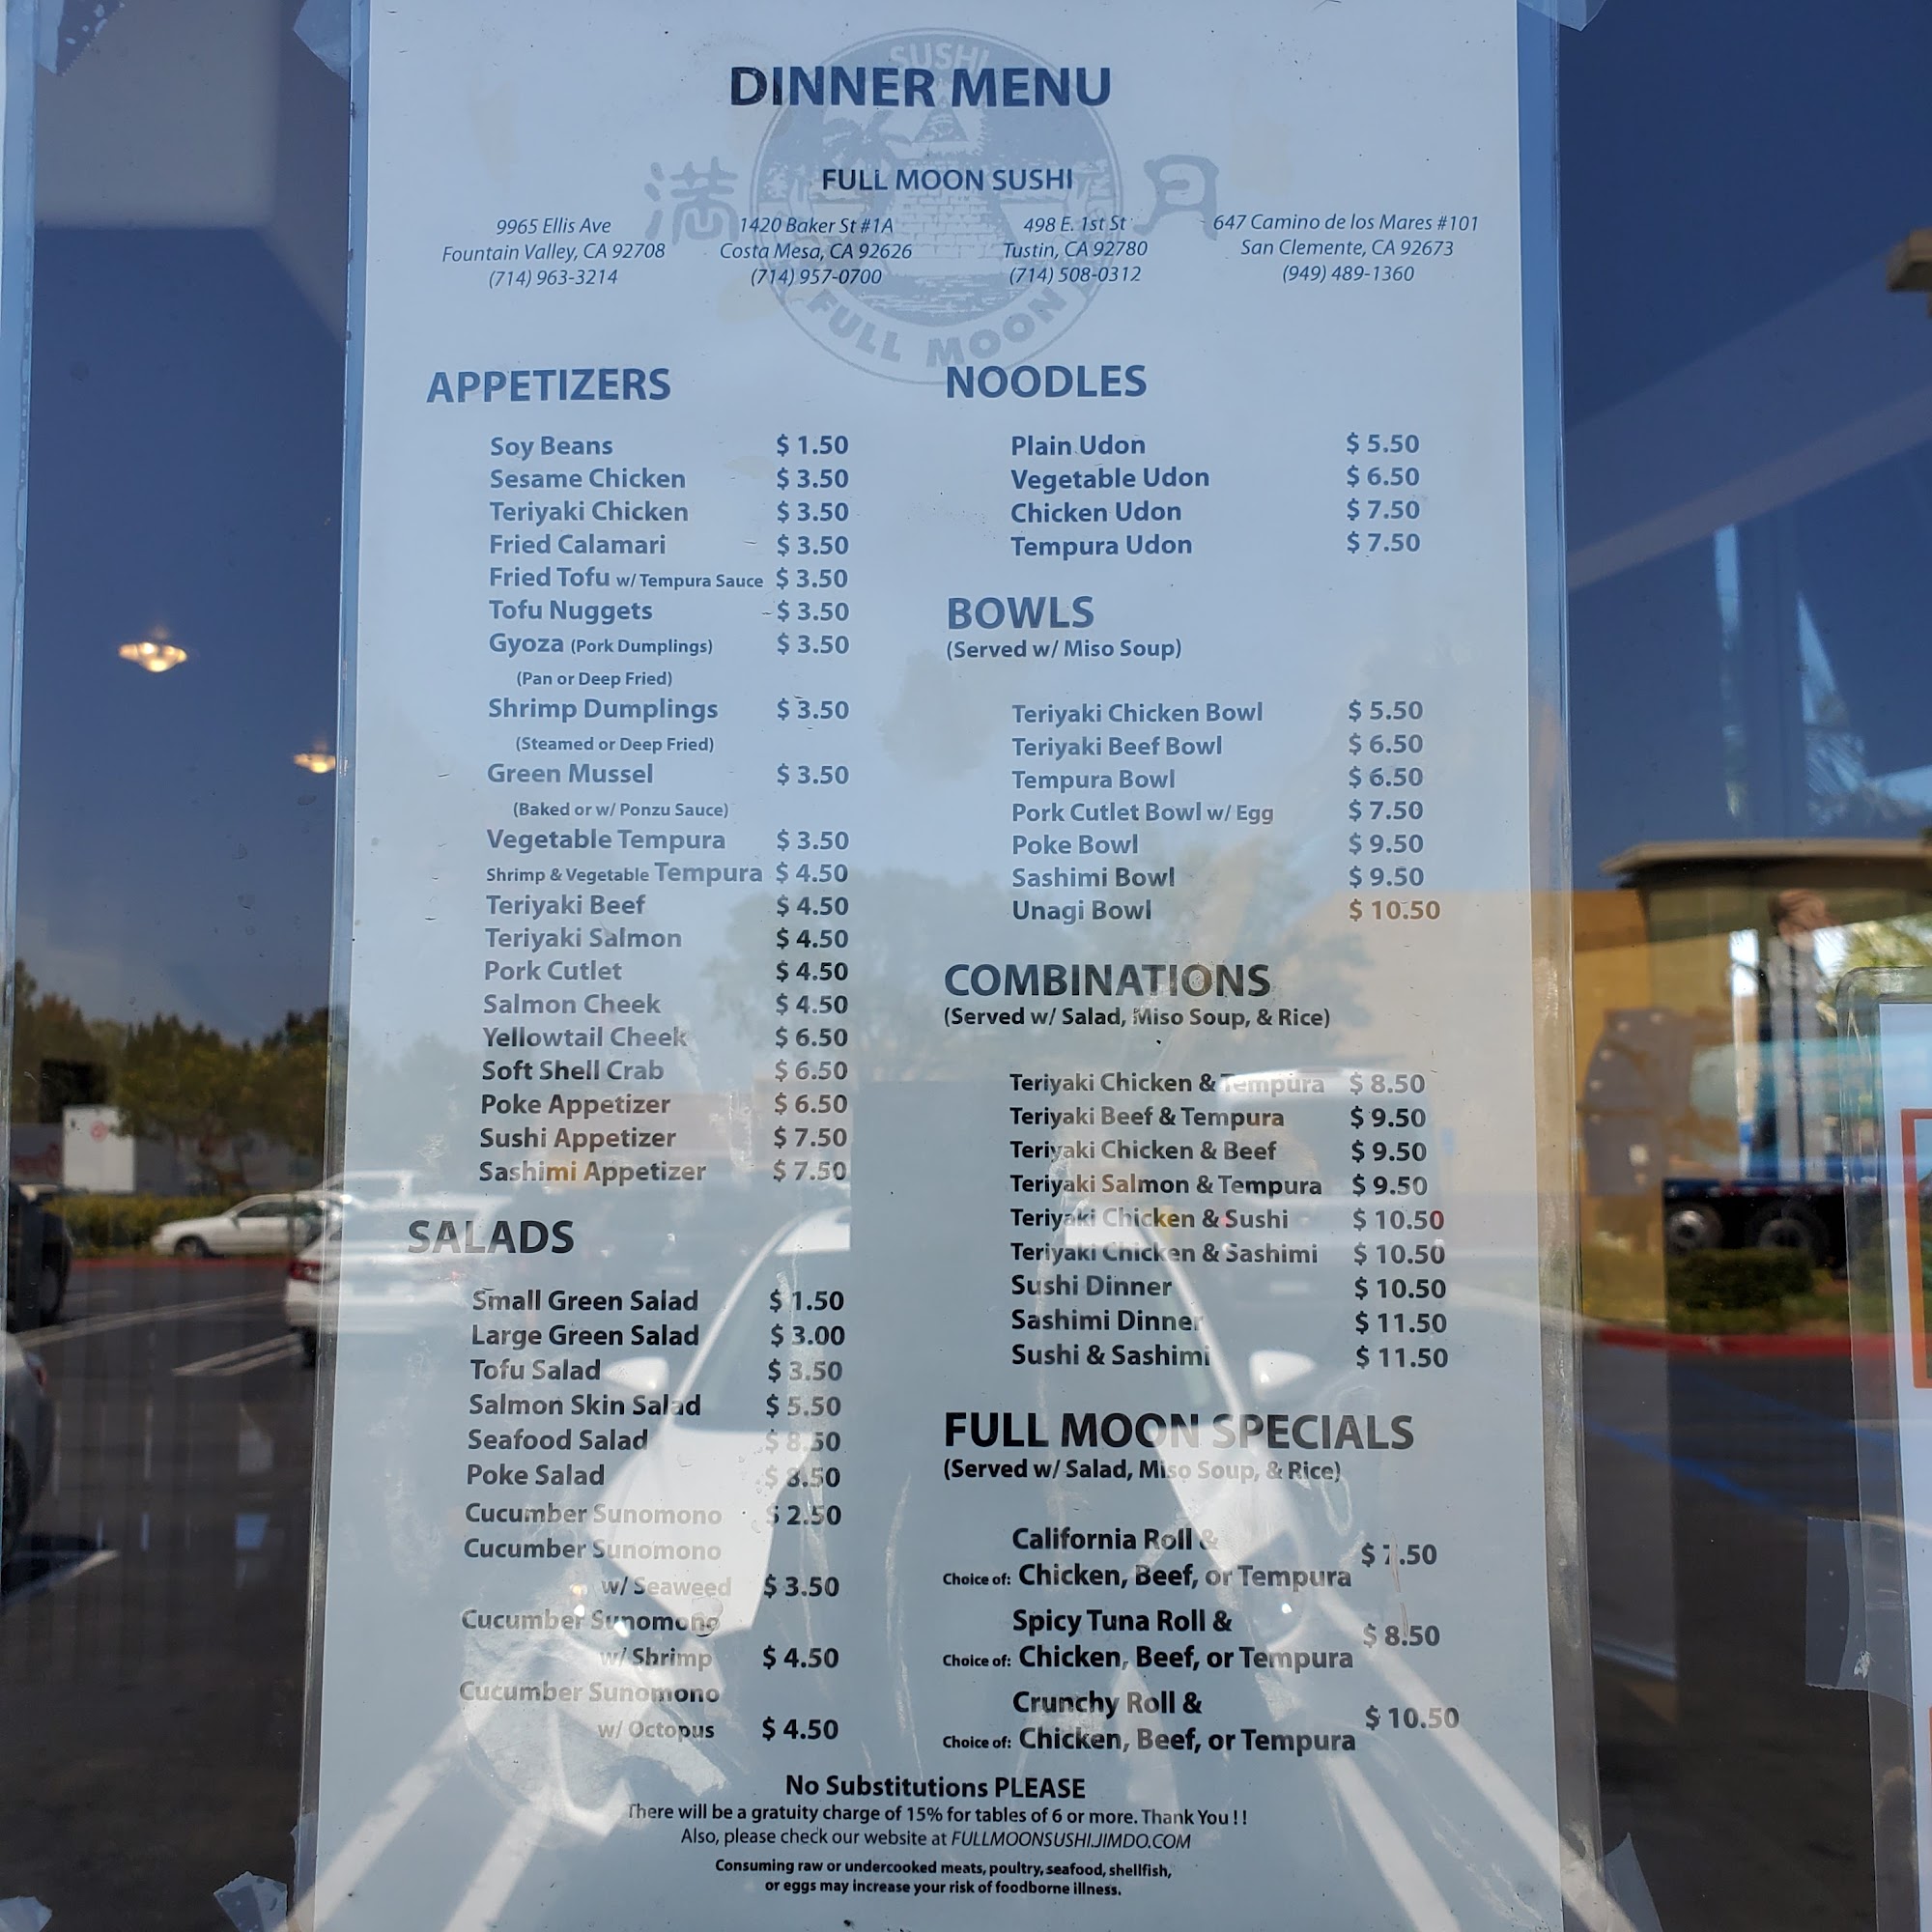 SUSHI
DINNER MENU
満 月
FULL MOON SUSHI
9965 Ellis Ave
Fountain Valley, CA 92708
(714) 963-3214
1420 Baker St #1A
Costa Mesa, CA 92626
(714) 957-0700
498 E. 1st St
Tustin, CA 92780
(714) 508-0312
647 Camino de los Mares #101
San Clemente, CA 92673
(949) 489-1360
FULL MOON
APPETIZERS
Soy Beans $ 1.50
Sesame Chicken $ 3.50
Teriyaki Chicken $ 3.50
Fried Calamari $ 3.50
Fried Tofu w/ Tempura Sauce $ 3.50
Tofu Nuggets $ 3.50
Gyoza (Pork Dumplings) $ 3.50
(Pan or Deep Fried)
Shrimp Dumplings $ 3.50
(Steamed or Deep Fried)
Green Mussel $ 3.50
(Baked or w/ Ponzu Sauce)
Vegetable Tempura $ 3.50
Shrimp & Vegetable Tempura $ 4.50
Teriyaki Beef $ 4.50
Teriyaki Salmon $ 4.50
Pork Cutlet $ 4.50
Salmon Cheek $ 4.50
Yellowtail Cheek $ 6.50
Soft Shell Crab $ 6.50
Poke Appetizer $ 6.50
Sushi Appetizer $ 7.50
Sashimi Appetizer $ 7.50
SALADS
Small Green Salad $ 1.50
Large Green Salad $ 3.00
Tofu Salad $ 3.50
Salmon Skin Salad $ 5.50
Seafood Salad $ 8.50
Poke Salad $ 8.50
Cucumber Sunomono $ 2.50
Cucumber Sunomono
w/ Seaweed $ 3.50
Cucumber Sunomono
w/ Shrimp $ 4.50
Cucumber Sunomono
w/ Octopus $ 4.50
NOODLES
Plain Udon $ 5.50
Vegetable Udon $ 6.50
Chicken Udon $ 7.50
Tempura Udon $ 7.50
BOWLS
(Served w/ Miso Soup)
Teriyaki Chicken Bowl $ 5.50
Teriyaki Beef Bowl $ 6.50
Tempura Bowl $ 6.50
Pork Cutlet Bowl w/ Egg $ 7.50
Poke Bowl $ 9.50
Sashimi Bowl $ 9.50
Unagi Bowl $ 10.50
COMBINATIONS
(Served w/ Salad, Miso Soup, & Rice)
Teriyaki Chicken & Tempura $ 8.50
Teriyaki Beef & Tempura $ 9.50
Teriyaki Chicken & Beef $ 9.50
Teriyaki Salmon & Tempura $ 9.50
Teriyaki Chicken & Sushi $ 10.50
Teriyaki Chicken & Sashimi $ 10.50
Sushi Dinner $ 10.50
Sashimi Dinner $ 11.50
Sushi & Sashimi $ 11.50
FULL MOON SPECIALS
(Served w/ Salad, Miso Soup, & Rice)
California Roll & $ 7.50
Choice of: Chicken, Beef, or Tempura
Spicy Tuna Roll & $ 8.50
Choice of: Chicken, Beef, or Tempura
Crunchy Roll & $ 10.50
Choice of: Chicken, Beef, or Tempura
No Substitutions PLEASE
There will be a gratuity charge of 15% for tables of 6 or more. Thank You !!
Also, please check our website at FULLMOONSUSHI.JIMDO.COM
Consuming raw or undercooked meats, poultry, seafood, shellfish,
or eggs may increase your risk of foodborne illness.